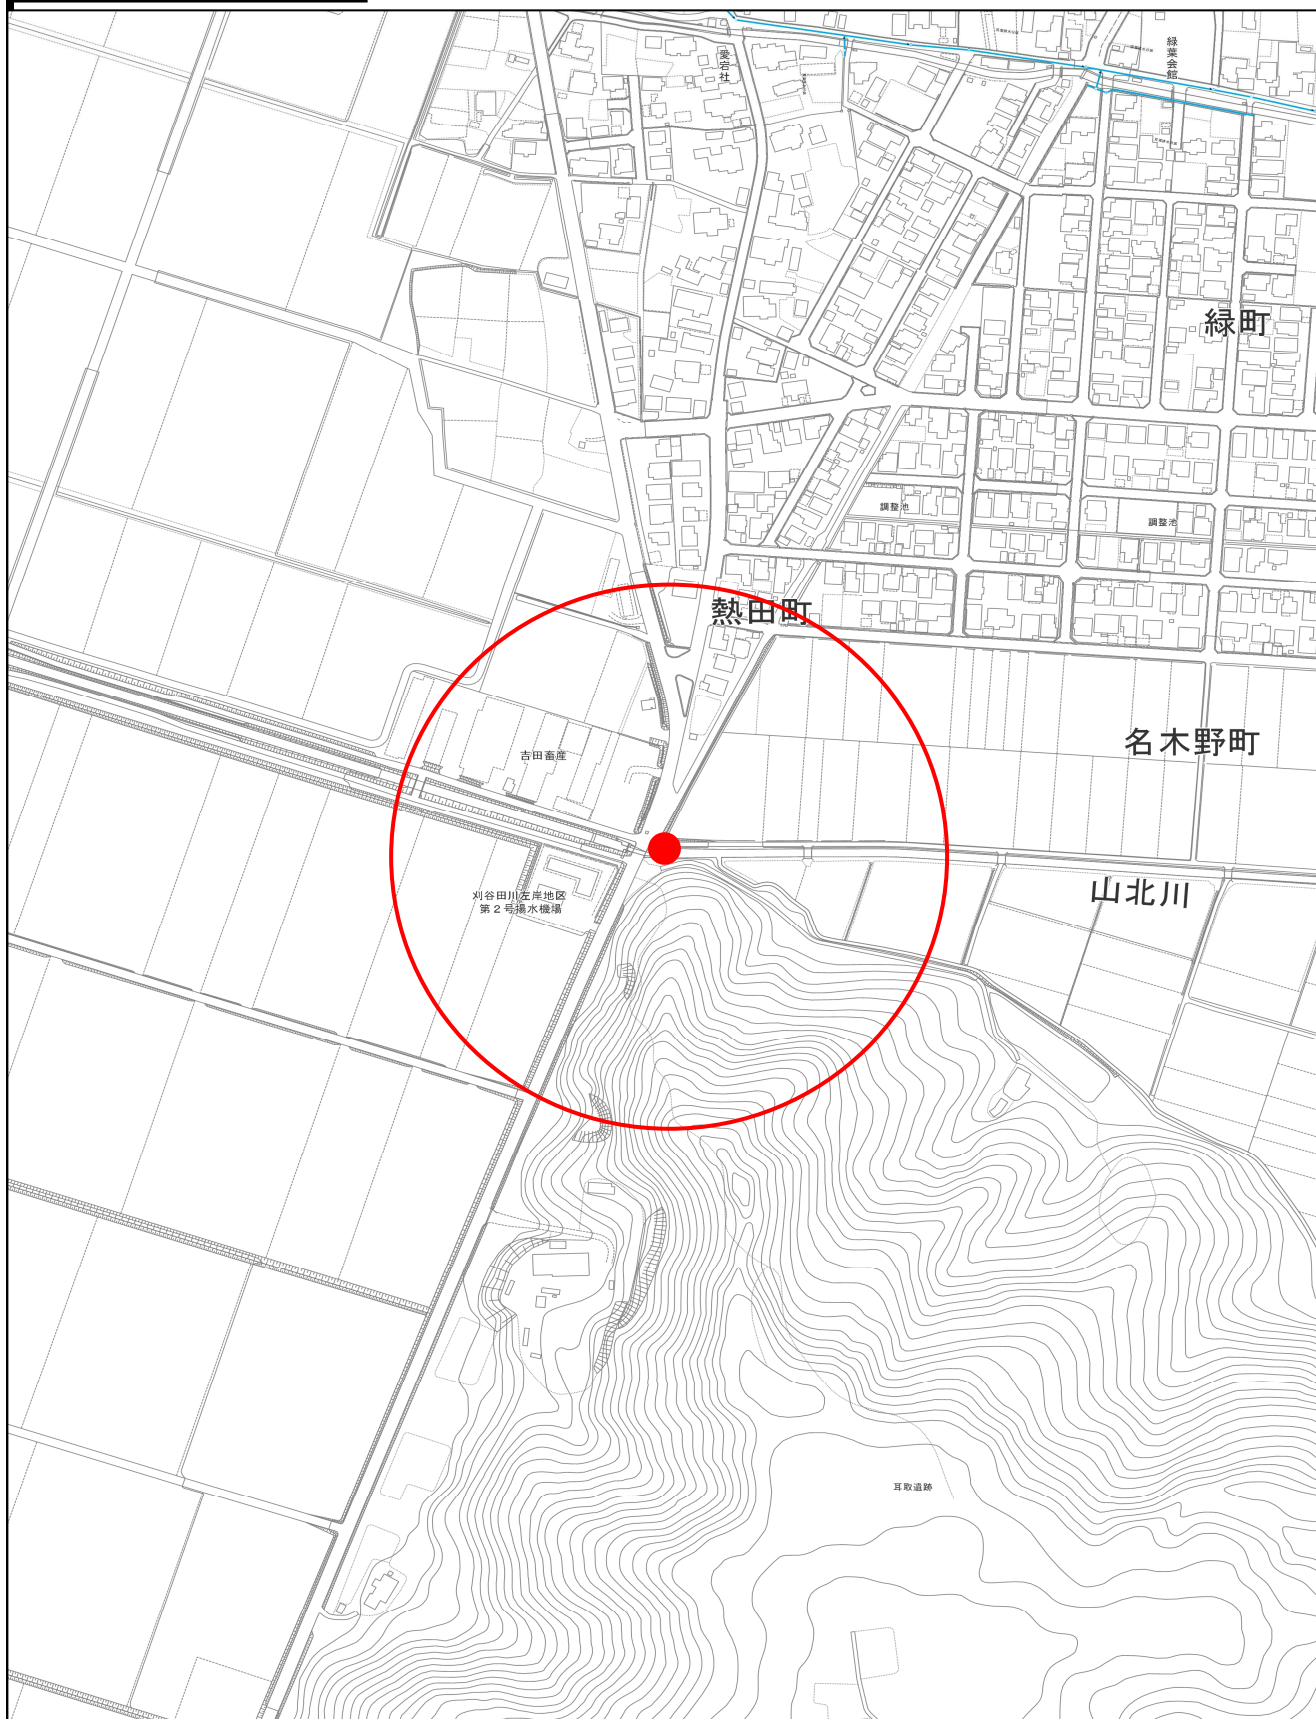 愛宕社
緑葉会館
緑町
調整池
調整池
熱田町
名木野町
吉田畜産
山北川
刈谷田川左岸地区
第２号揚水機場
耳取遺跡